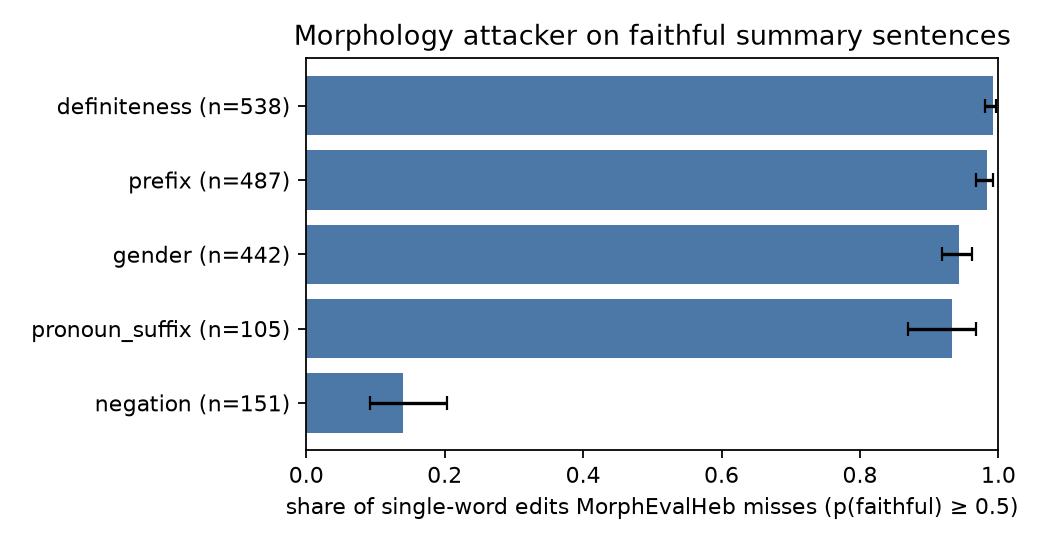 Morphology attacker on faithful summary sentences
definiteness (n=538)
prefix (n=487)
gender (n=442)
pronoun_suffix (n=105)
negation (n=151)
0.0 0.2 0.4 0.6 0.8 1.0
share of single-word edits MorphEvalHeb misses (p(faithful) ≥ 0.5)